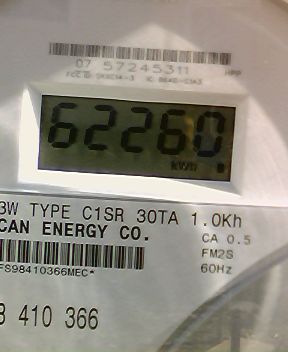 07 57245311
62260
kWh
3W TYPE C1SR 30TA 1.0Kh
CAN ENERGY CO.
CA 0.5
FM2S
60Hz
FS98410366MEC*
410 366